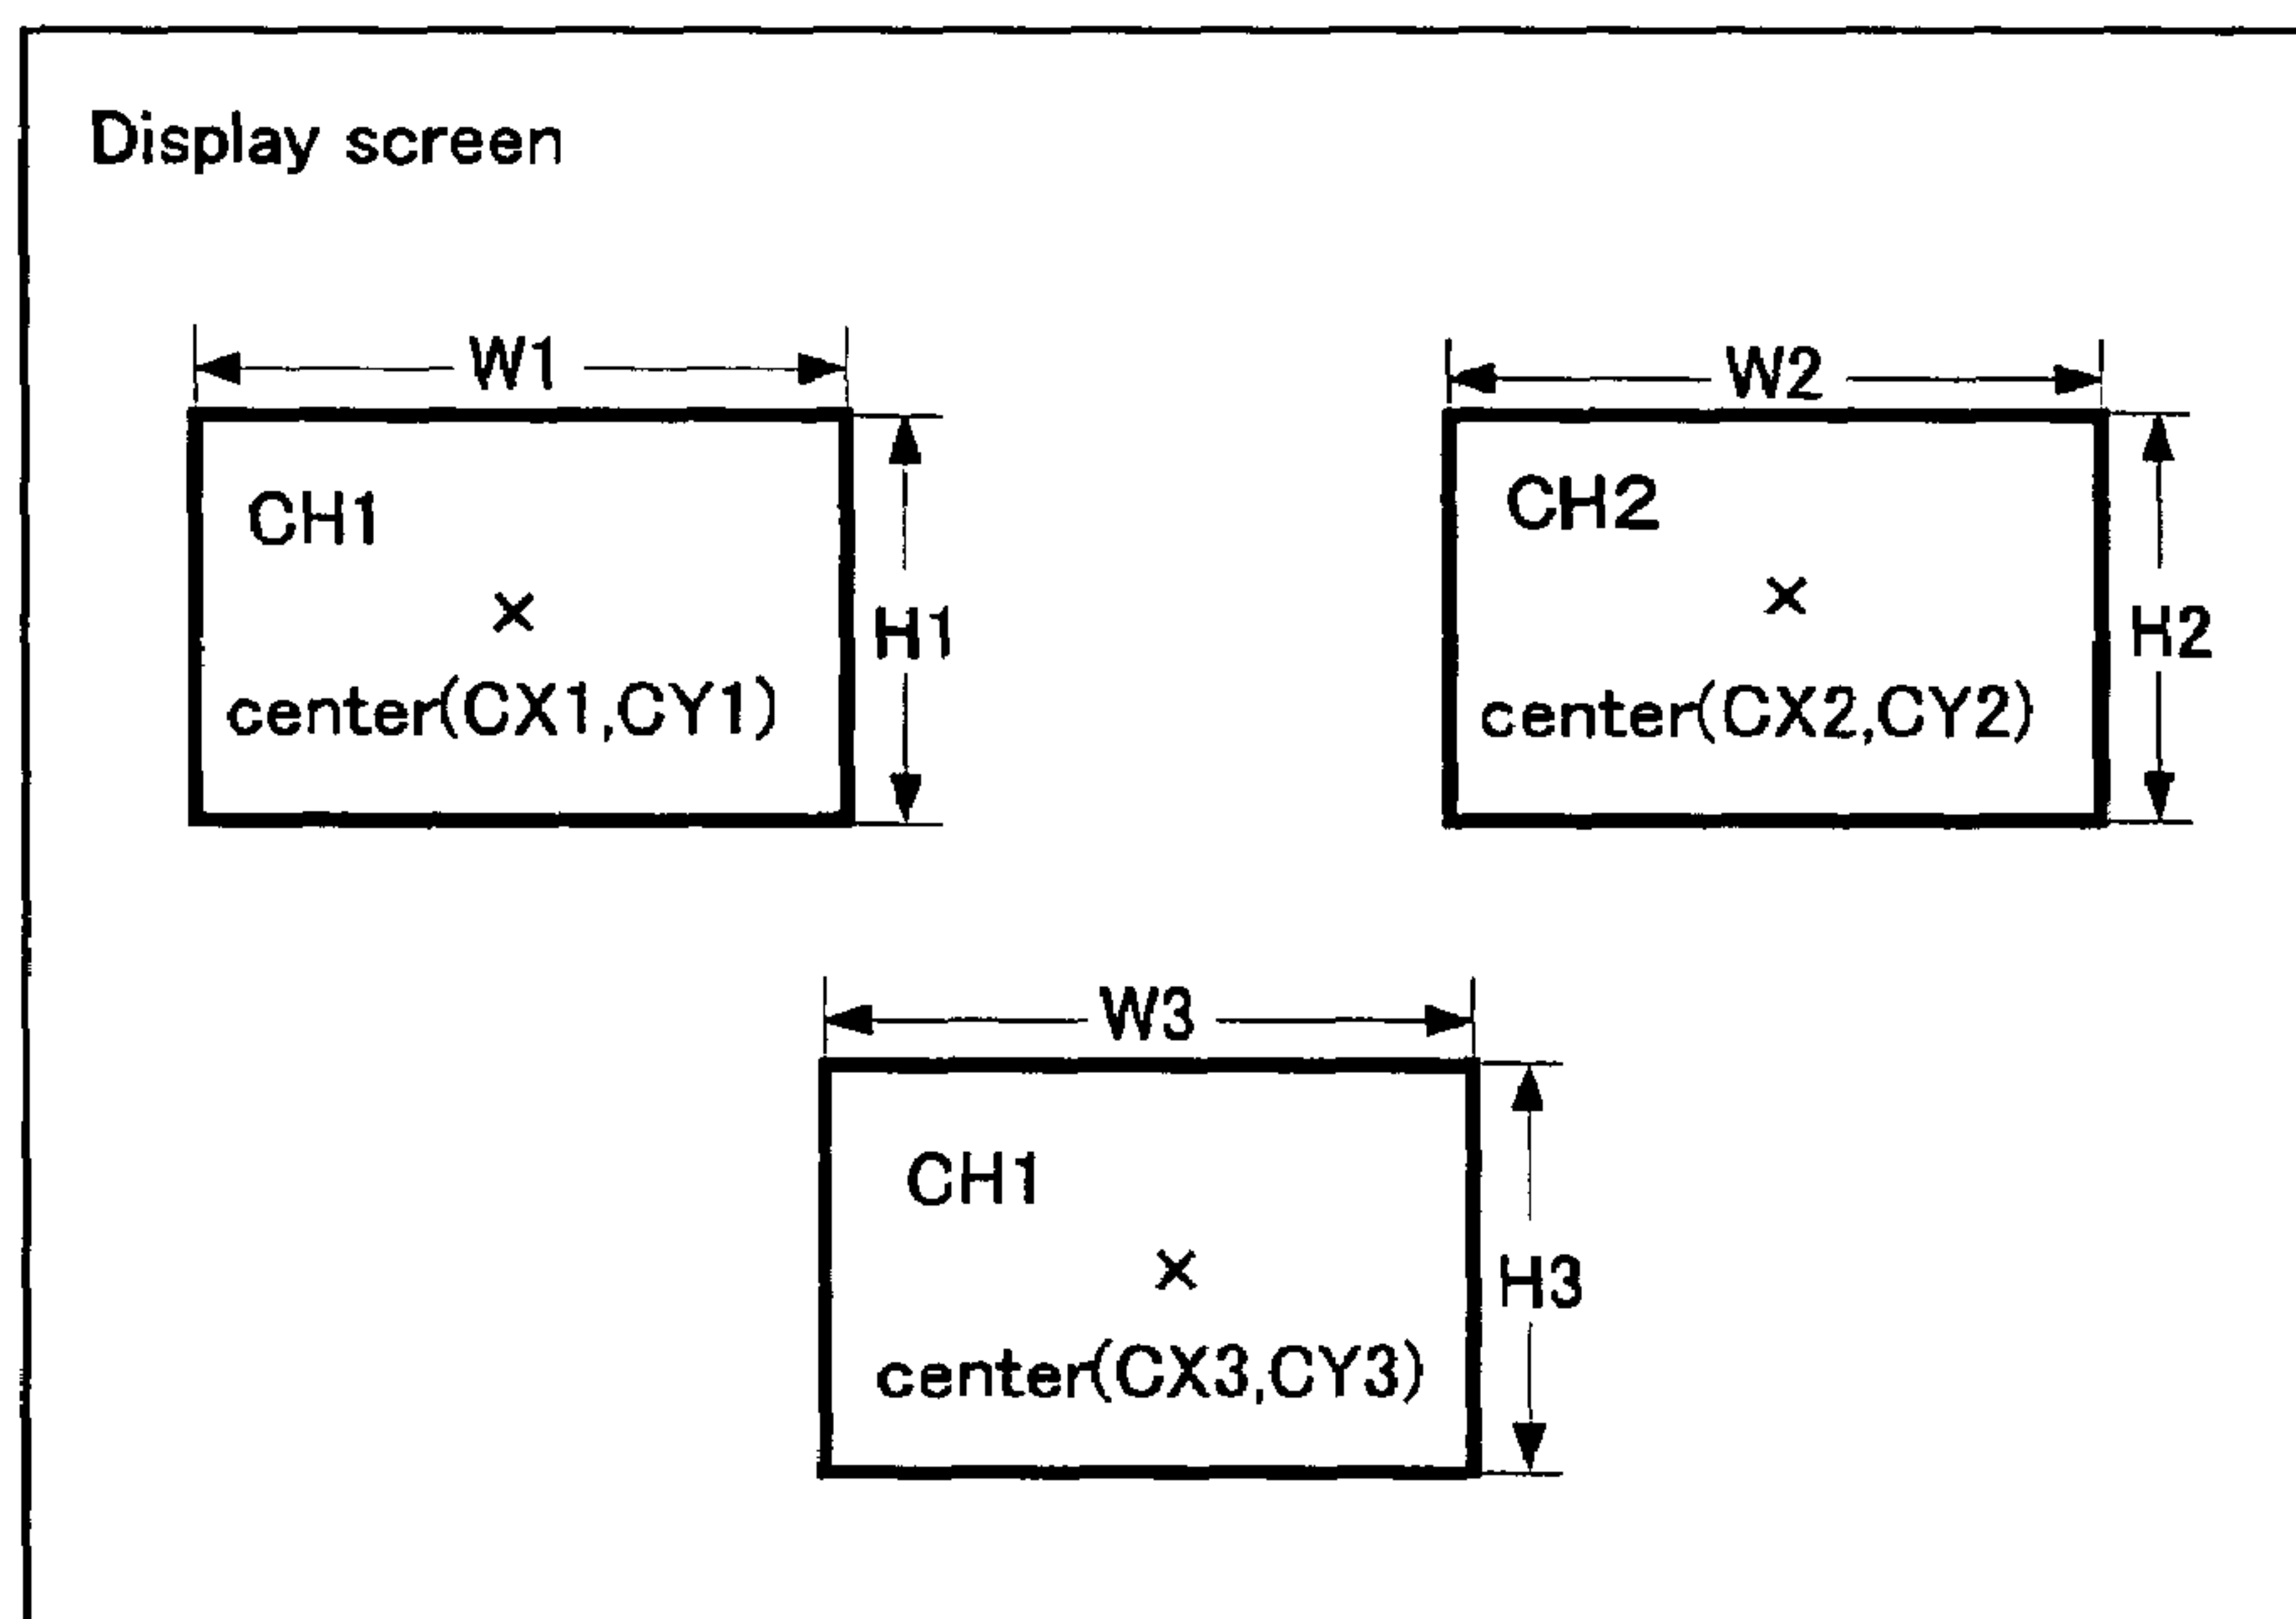 Display screen
W1
W2
CH1
CH2
×
×
H1
H2
center(CX1,CY1)
center(CX2,CY2)
W3
CH1
×
H3
center(CX3,CY3)